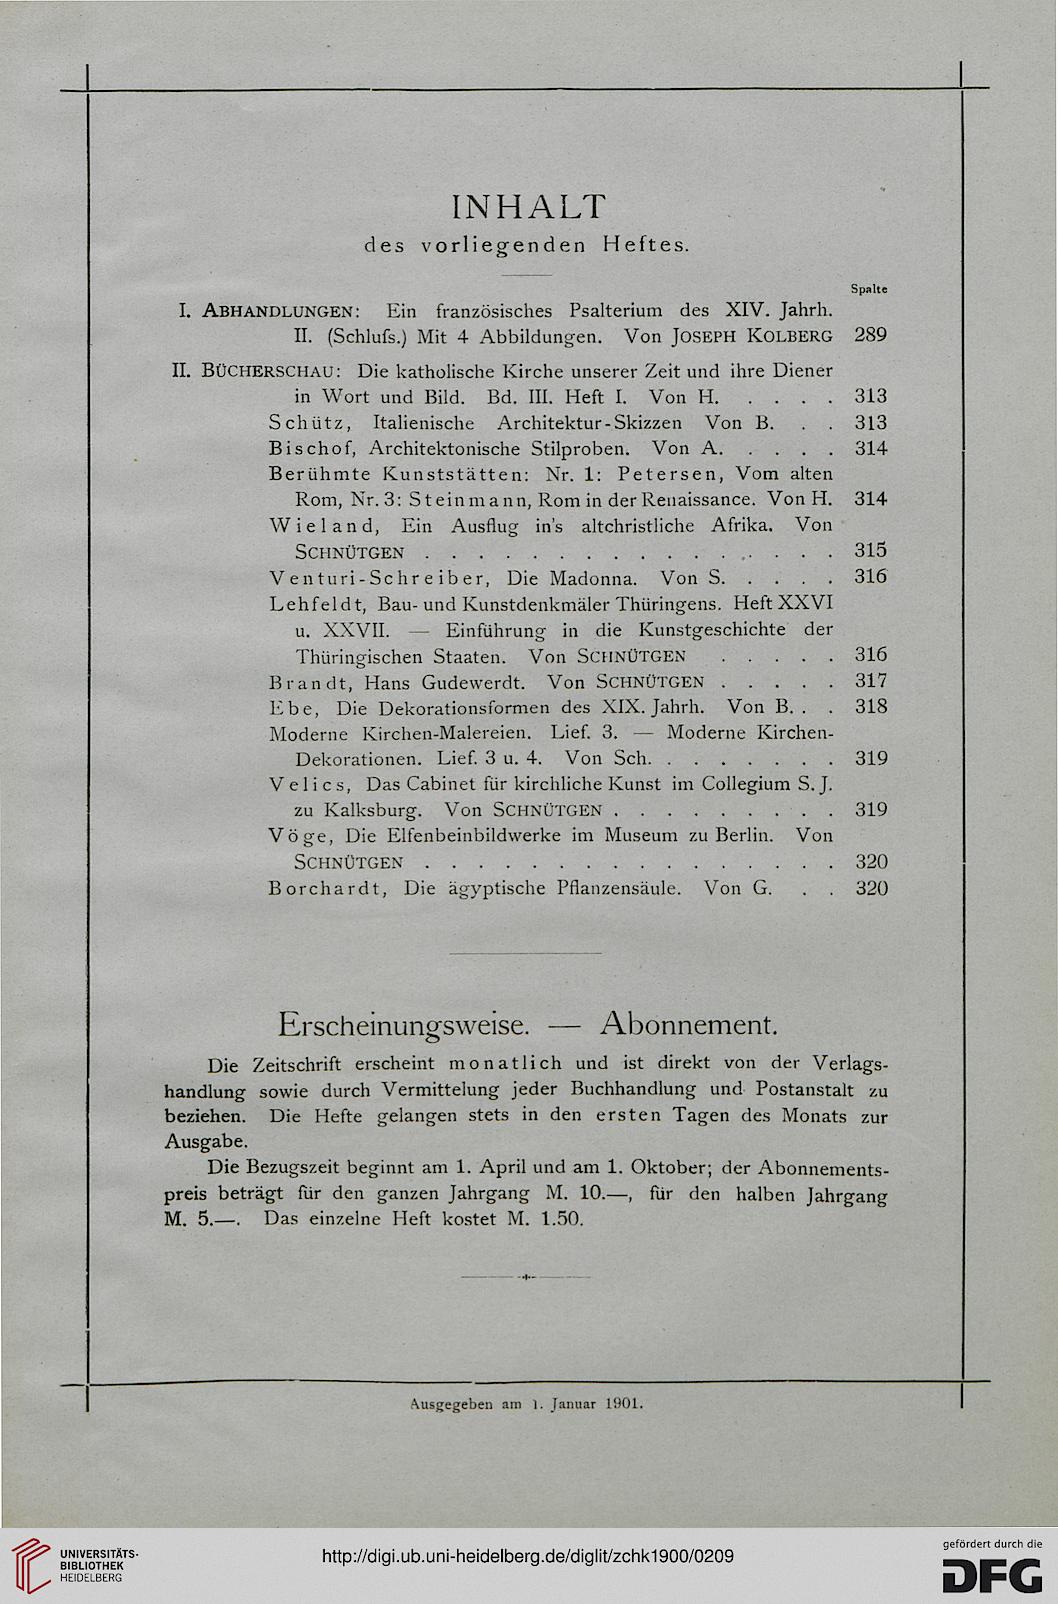 INHALT
des vorliegenden Heftes.
Spalte
I. ABHANDLUNGEN: Ein französisches Psalterium des XIV. Jahrh.
II. (Schluſs.) Mit 4 Abbildungen. Von JOSEPH KOLBERG 289
II. BÜCHERSCHAU: Die katholische Kirche unserer Zeit und ihre Diener
in Wort und Bild. Bd. III. Heft I. Von H. . . . . 313
Schütz, Italienische Architektur-Skizzen Von B. . . 313
Bischof, Architektonische Stilproben. Von A. . . . . 314
Berühmte Kunststätten: Nr. 1: Petersen, Vom alten
Rom, Nr. 3: Steinmann, Rom in der Renaissance. Von H. 314
Wieland, Ein Ausflug in's altchristliche Afrika. Von
SCHNÜTGEN . . . . . . . . . . . . . . . . 315
Venturi-Schreiber, Die Madonna. Von S. . . . . 316
Lehfeldt, Bau- und Kunstdenkmäler Thüringens. Heft XXVI
u. XXVII. — Einführung in die Kunstgeschichte der
Thüringischen Staaten. Von SCHNÜTGEN . . . . . 316
Brandt, Hans Gudewerdt. Von SCHNÜTGEN . . . . . 317
Ebe, Die Dekorationsformen des XIX. Jahrh. Von B. . . 318
Moderne Kirchen-Malereien. Lief. 3. — Moderne Kirchen-
Dekorationen. Lief. 3 u. 4. Von Sch. . . . . . . . 319
Velics, Das Cabinet für kirchliche Kunst im Collegium S. J.
zu Kalksburg. Von SCHNÜTGEN . . . . . . . . . 319
Vöge, Die Elfenbeinbildwerke im Museum zu Berlin. Von
SCHNÜTGEN . . . . . . . . . . . . . . . . 320
Borchardt, Die ägyptische Pflanzensäule. Von G. . . 320
Erscheinungsweise. — Abonnement.
Die Zeitschrift erscheint monatlich und ist direkt von der Verlags-
handlung sowie durch Vermittelung jeder Buchhandlung und Postanstalt zu
beziehen. Die Hefte gelangen stets in den ersten Tagen des Monats zur
Ausgabe.
Die Bezugszeit beginnt am 1. April und am 1. Oktober; der Abonnements-
preis beträgt für den ganzen Jahrgang M. 10.—, für den halben Jahrgang
M. 5.—. Das einzelne Heft kostet M. 1.50.
Ausgegeben am 1. Januar 1901.
UNIVERSITÄTS-
BIBLIOTHEK
HEIDELBERG
http://digi.ub.uni-heidelberg.de/diglit/zchk1900/0209
gefördert durch die
DFG